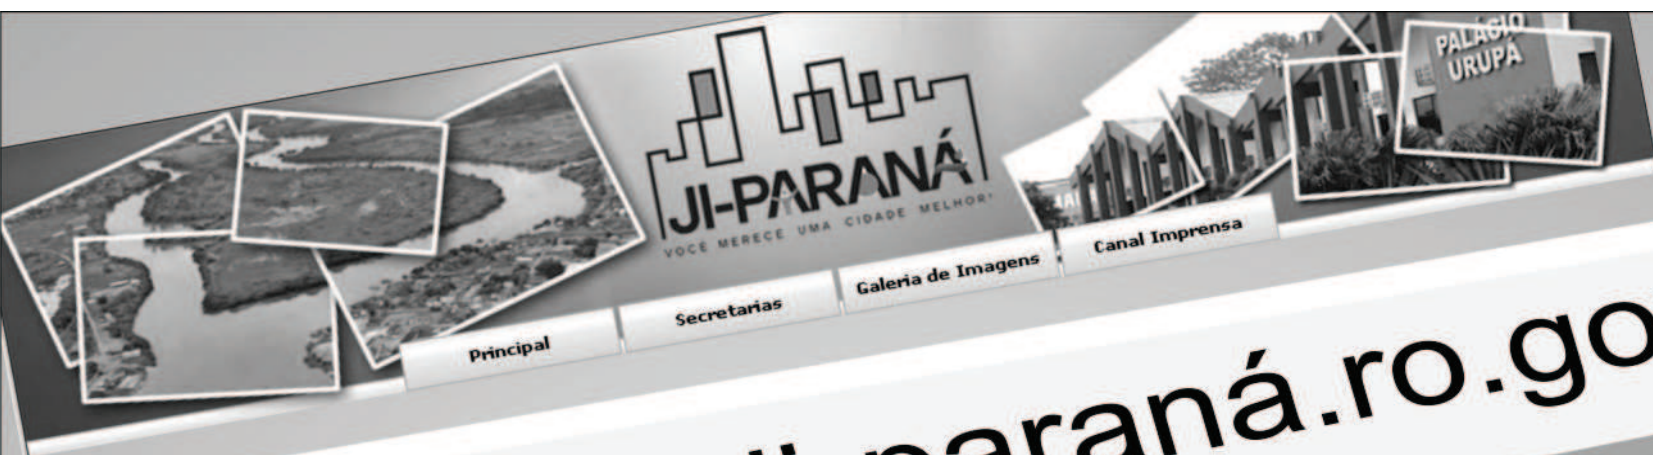 PALÁCIO
URUPÁ
JI-PARANÁ
VOCÊ MERECE UMA CIDADE MELHOR!
Principal
Secretarias
Galeria de Imagens
Canal Imprensa
paraná.ro.go